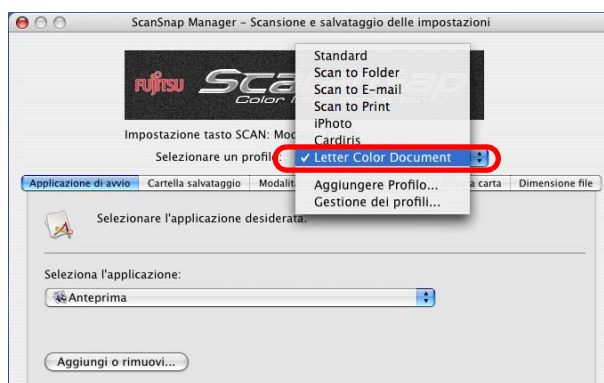 ScanSnap Manager – Scansione e salvataggio delle impostazioni
FUJITSU
Color
Standard
Scan to Folder
Scan to E-mail
Scan to Print
iPhoto
Cardiris
Impostazione tasto SCAN:
Selezionare un profilo:
✓ Letter Color Document
Aggiungere Profilo...
Gestione dei profili...
Applicazione di avvio
Cartella salvataggio
carta
Dimensione file
Selezionare l'applicazione desiderata.
Seleziona l'applicazione:
Anteprima
Aggiungi o rimuovi...